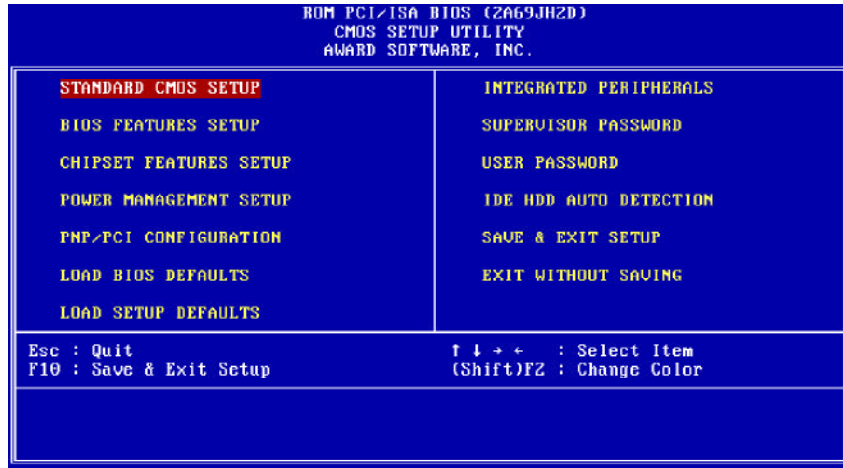 ROM PCI/ISA BIOS (2A69JH2D)
CMOS SETUP UTILITY
AWARD SOFTWARE, INC.
STANDARD CMOS SETUP
BIOS FEATURES SETUP
CHIPSET FEATURES SETUP
POWER MANAGEMENT SETUP
PNP/PCI CONFIGURATION
LOAD BIOS DEFAULTS
LOAD SETUP DEFAULTS
INTEGRATED PERIPHERALS
SUPERVISOR PASSWORD
USER PASSWORD
IDE HDD AUTO DETECTION
SAVE & EXIT SETUP
EXIT WITHOUT SAVING
Esc : Quit
F10 : Save & Exit Setup
↑ ↓ → ← : Select Item
(Shift)F2 : Change Color